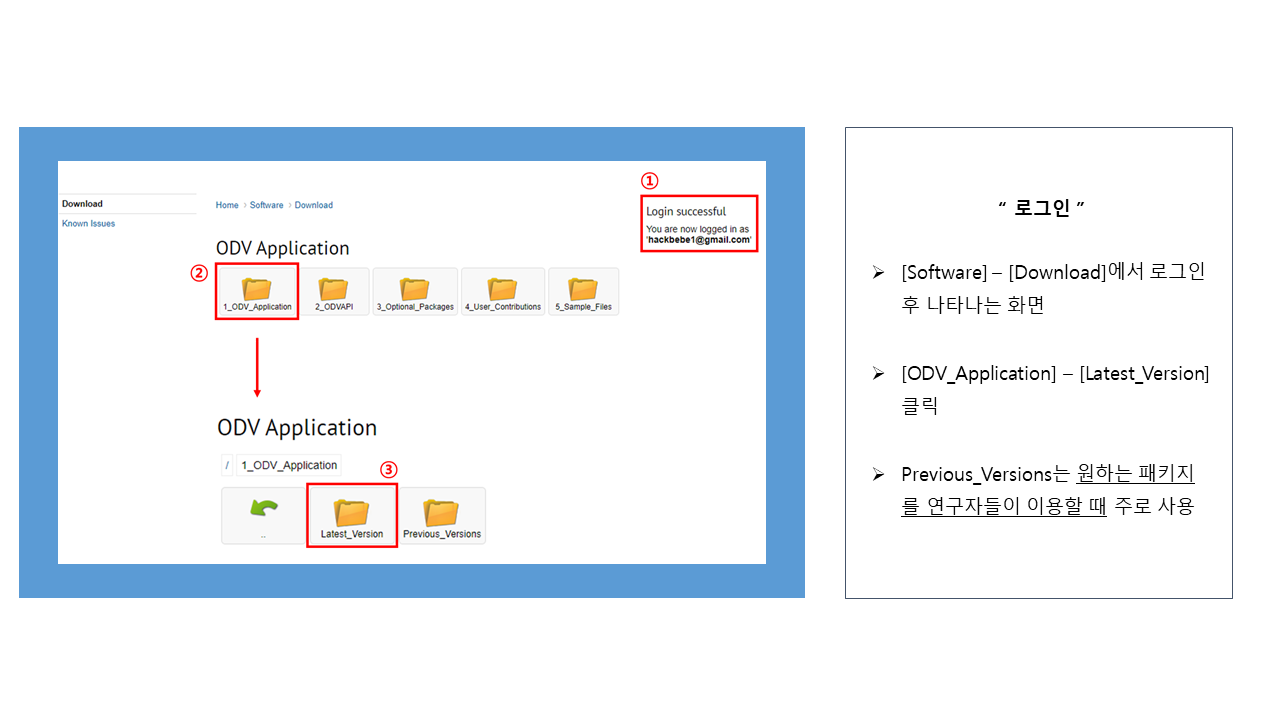 Download
Known Issues
Home › Software › Download
①
Login successful
You are now logged in as
'hackbebe1@gmail.com'
ODV Application
②
1_ODV_Application
2_ODVAPI
3_Optional_Packages
4_User_Contributions
5_Sample_Files
ODV Application
/ 1_ODV_Application
③
..
Latest_Version
Previous_Versions
“ 로그인 ”
➢ [Software] – [Download]에서 로그인
후 나타나는 화면
➢ [ODV_Application] – [Latest_Version]
클릭
➢ Previous_Versions는 원하는 패키지
를 연구자들이 이용할 때 주로 사용